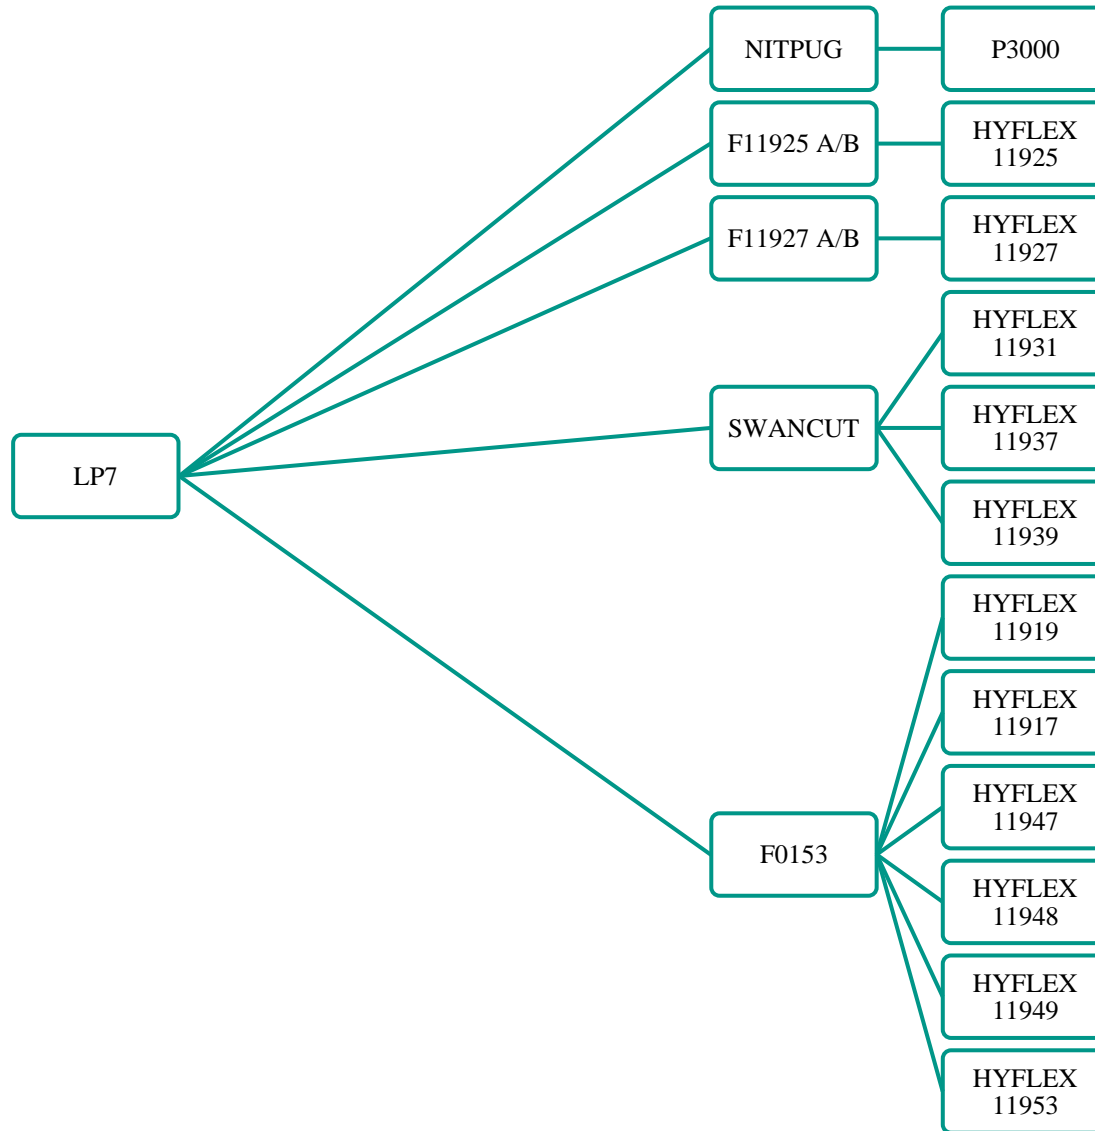 NITPUG
P3000
F11925 A/B
HYFLEX
11925
F11927 A/B
HYFLEX
11927
HYFLEX
11931
LP7
SWANCUT
HYFLEX
11937
HYFLEX
11939
HYFLEX
11919
HYFLEX
11917
HYFLEX
11947
F0153
HYFLEX
11948
HYFLEX
11949
HYFLEX
11953